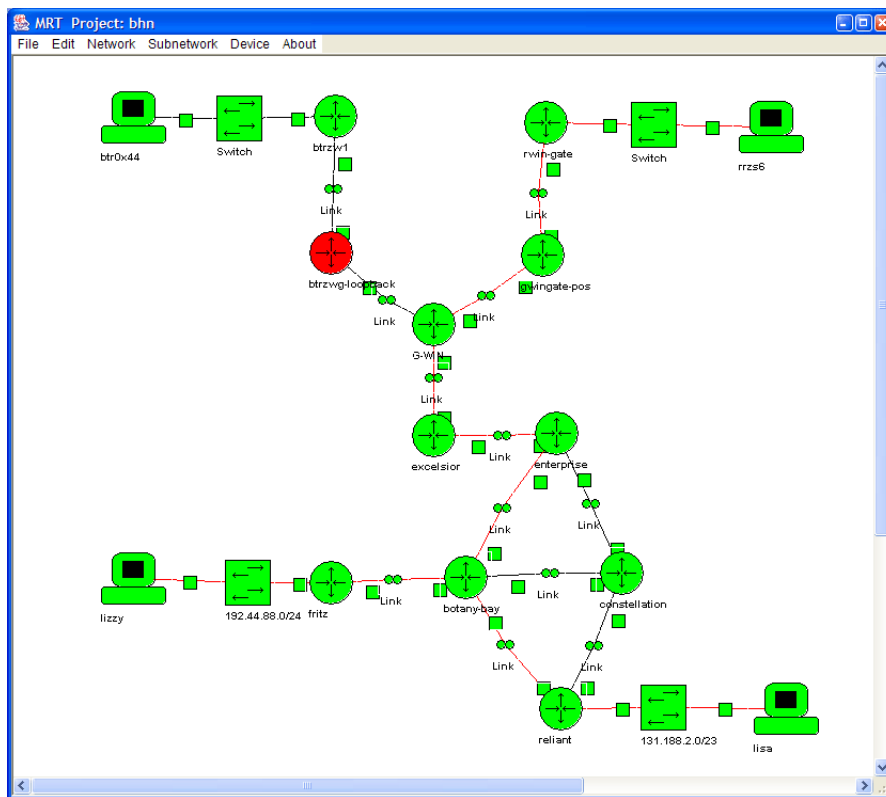 MRT Project: bhn
File Edit Network Subnetwork Device About
btr0x44
Switch
btrzw1
rwin-gate
Switch
rrzs6
Link
Link
btrzwg-loopback
gwingate-pos
Link
Link
G-WIN
Link
excelsior
Link
enterprise
Link
Link
lizzy
192.44.88.0/24
fritz
Link
botany-bay
Link
constellation
Link
Link
reliant
131.188.2.0/23
lisa